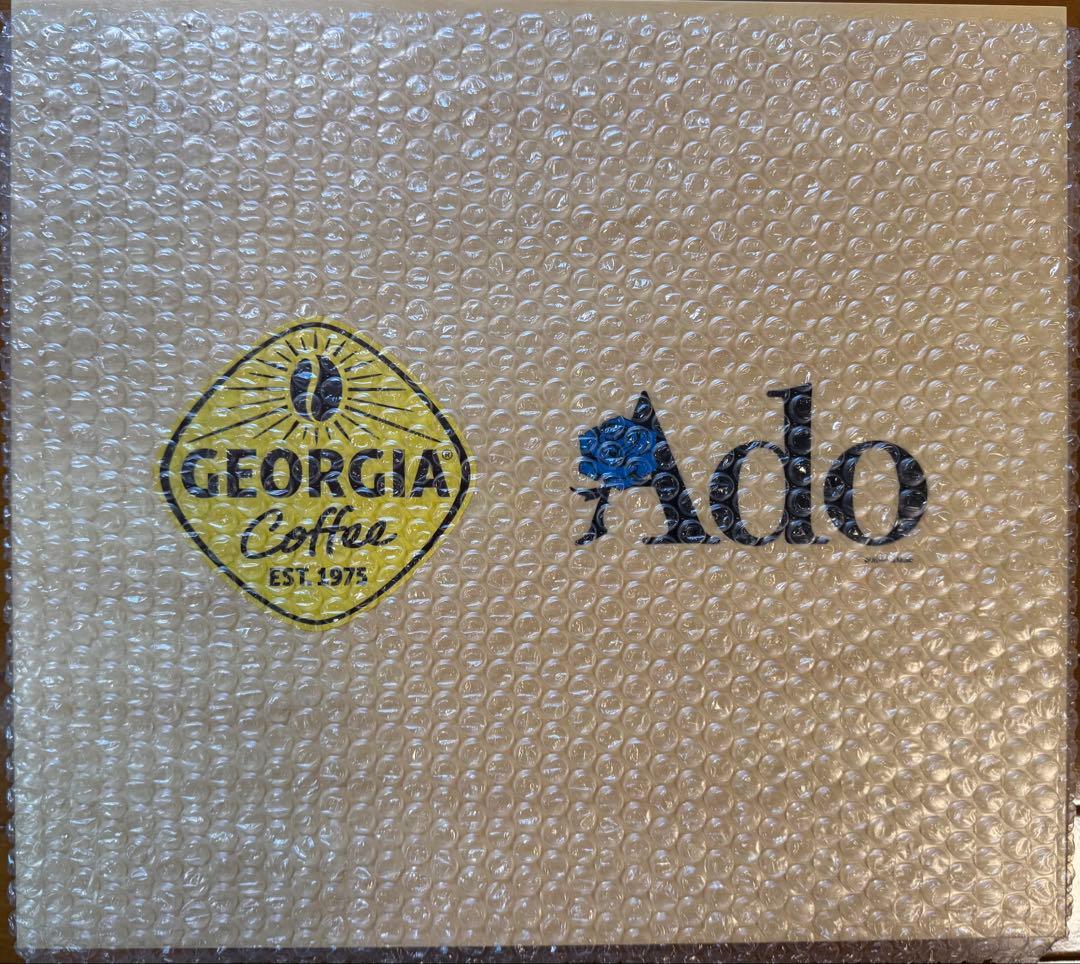 GEORGIA®
Coffee
EST. 1975
Ado